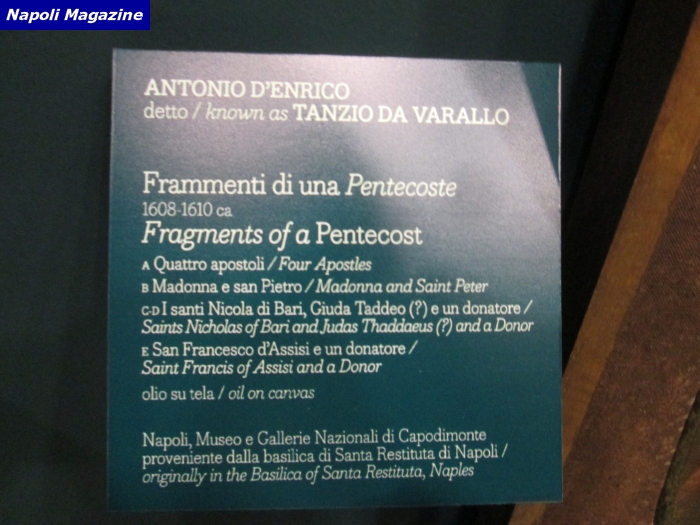 Napoli Magazine
ANTONIO D'ENRICO
detto / known as TANZIO DA VARALLO
Frammenti di una Pentecoste
1608-1610 ca
Fragments of a Pentecost
A Quattro apostoli / Four Apostles
B Madonna e san Pietro / Madonna and Saint Peter
C-D I santi Nicola di Bari, Giuda Taddeo (?) e un donatore /
Saints Nicholas of Bari and Judas Thaddaeus (?) and a Donor
E San Francesco d'Assisi e un donatore /
Saint Francis of Assisi and a Donor
olio su tela / oil on canvas
Napoli, Museo e Gallerie Nazionali di Capodimonte
proveniente dalla basilica di Santa Restituta di Napoli /
originally in the Basilica of Santa Restituta, Naples